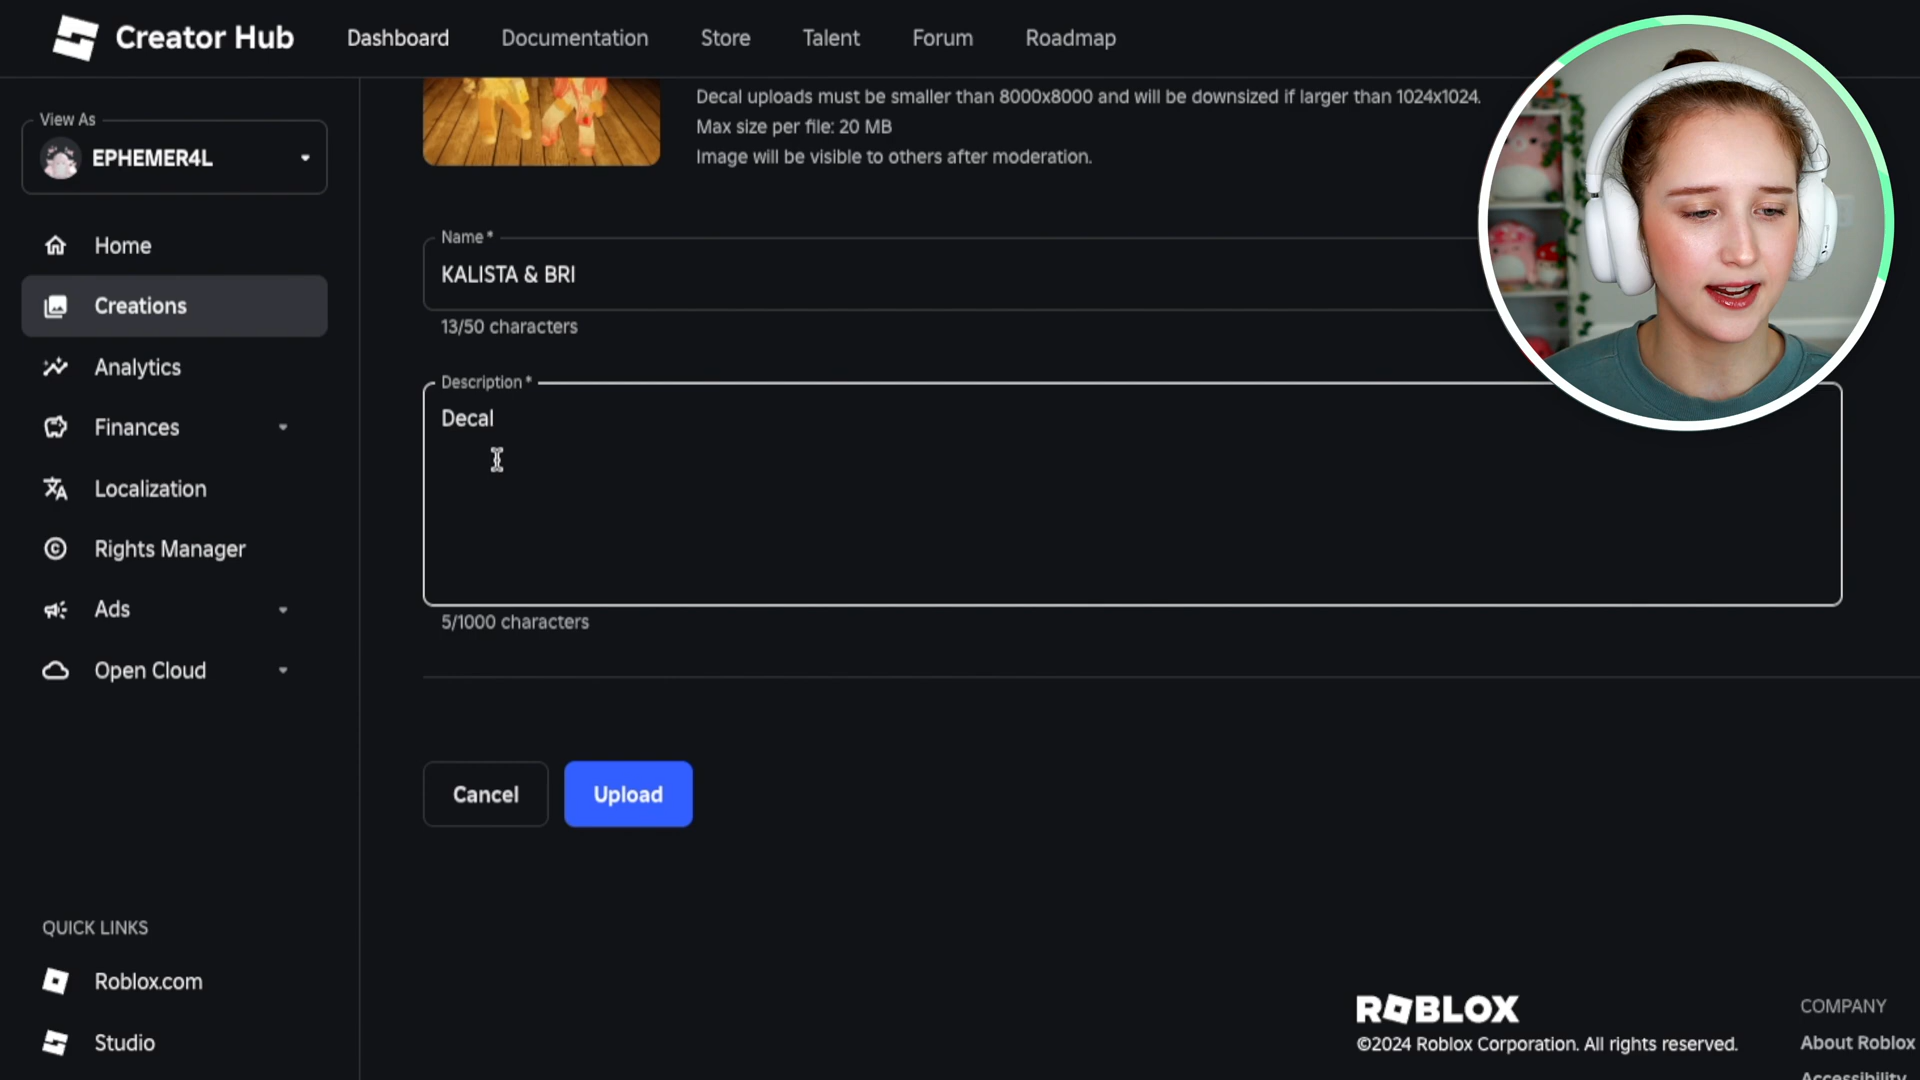 Creator Hub
Dashboard
Documentation
Store
Talent
Forum
Roadmap
View As
EPHEMER4L
Home
Creations
Analytics
Finances
Localization
Rights Manager
Ads
Open Cloud
QUICK LINKS
Roblox.com
Studio
Decal uploads must be smaller than 8000x8000 and will be downsized if larger than 1024x1024.
Max size per file: 20 MB
Image will be visible to others after moderation.
Name *
KALISTA & BRI
13/50 characters
Description *
Decal
5/1000 characters
Cancel
Upload
ROBLOX
©2024 Roblox Corporation. All rights reserved.
COMPANY
About Roblox
Accessibility